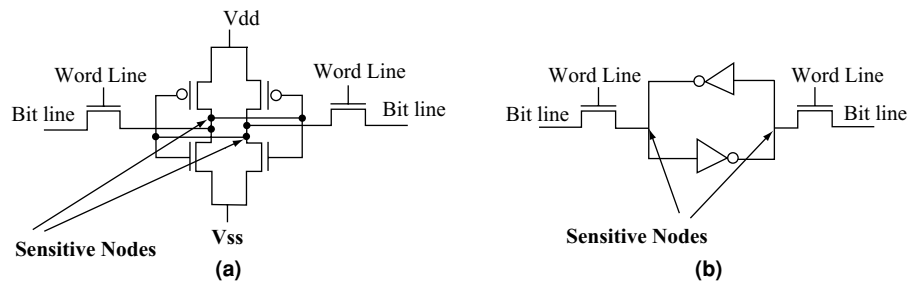 Vdd
Word Line
Bit line
Word Line
Bit line
Sensitive Nodes
Vss
(a)
Word Line
Bit line
Word Line
Bit line
Sensitive Nodes
(b)